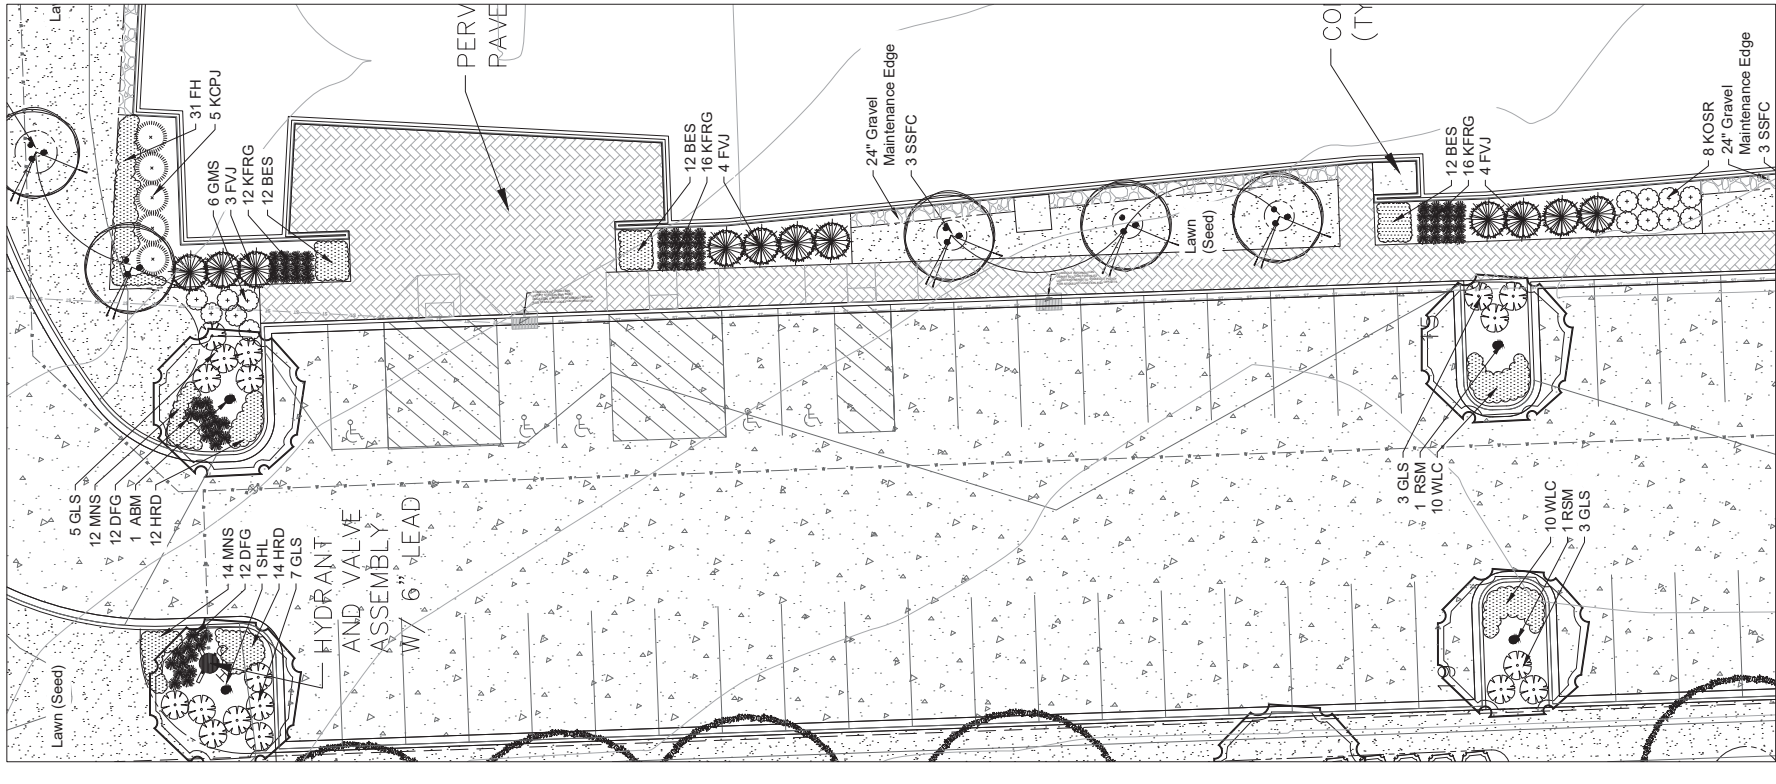 La
31 FH
5 KCPJ
6 GMS
3 FVJ
12 KFRG
12 BES
PERV
PAVE
12 BES
16 KFRG
4 FVJ
24" Gravel
Maintenance Edge
3 SSFC
Lawn
(Seed)
(TY
12 BES
16 KFRG
4 FVJ
8 KOSR
24" Gravel
Maintenance Edge
3 SSFC
5 GLS
12 MNS
12 DFG
1 ABM
12 HRD
14 MNS
12 DFG
1 SHL
14 HRD
7 GLS
HYDRANT
AND VALVE
ASSEMBLY
W/ 6" LEAD
3 GLS
1 RSM
10 WLC
10 WLC
1 RSM
3 GLS
Lawn (Seed)